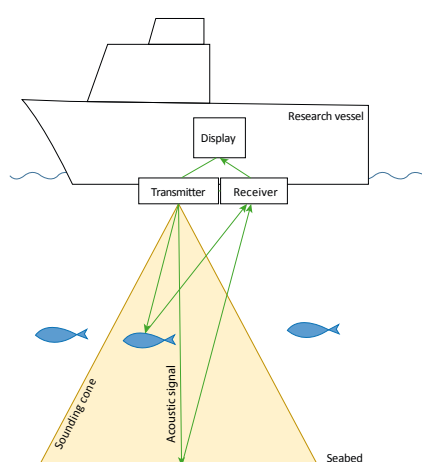 Research vessel
Display
Transmitter
Receiver
Sounding cone
Acoustic signal
Seabed